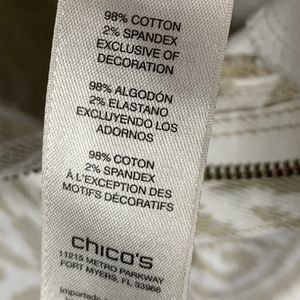 98% COTTON
2% SPANDEX
EXCLUSIVE OF
DECORATION
98% ALGODÓN
2% ELASTANO
EXCLUYENDO LOS
ADORNOS
98% COTON
2% SPANDEX
À L'EXCEPTION DES
MOTIFS DÉCORATIFS
chico's
11215 METRO PARKWAY
FORT MYERS, FL 33966
Importado